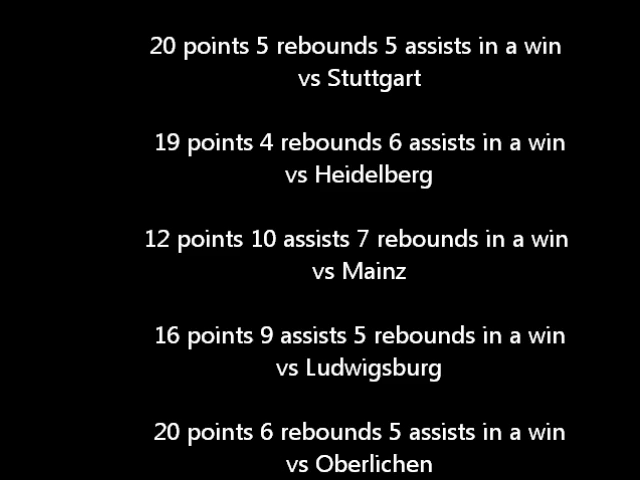 20 points 5 rebounds 5 assists in a win
vs Stuttgart
19 points 4 rebounds 6 assists in a win
vs Heidelberg
12 points 10 assists 7 rebounds in a win
vs Mainz
16 points 9 assists 5 rebounds in a win
vs Ludwigsburg
20 points 6 rebounds 5 assists in a win
vs Oberlichen